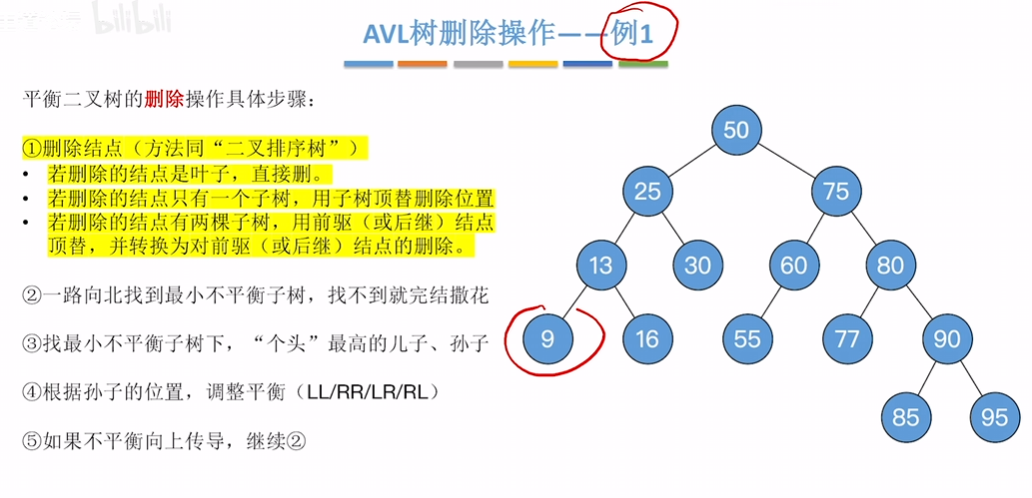 bilibili
AVL树删除操作——例1
平衡二叉树的删除操作具体步骤：
①删除结点（方法同“二叉排序树”）
• 若删除的结点是叶子，直接删。
• 若删除的结点只有一个子树，用子树顶替删除位置
• 若删除的结点有两棵子树，用前驱（或后继）结点
顶替，并转换为对前驱（或后继）结点的删除。
②一路向北找到最小不平衡子树，找不到就完结撒花
③找最小不平衡子树下，“个头”最高的儿子、孙子
④根据孙子的位置，调整平衡（LL/RR/LR/RL）
⑤如果不平衡向上传导，继续②
50
25 75
13 30 60 80
9 16 55 77 90
85 95